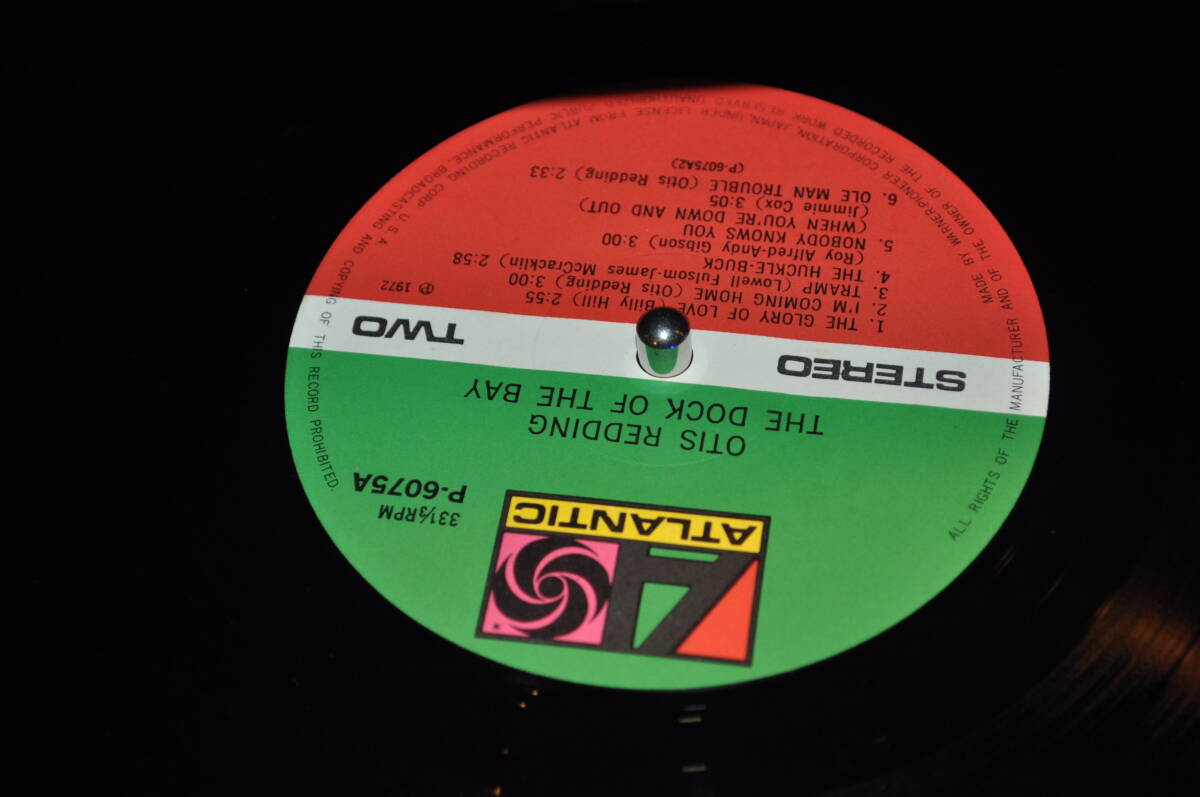 ATLANTIC
33⅓RPM
P-6075A
OTIS REDDING
THE DOCK OF THE BAY
STEREO
TWO
1. THE GLORY OF LOVE (Billy Hill) 2:55
2. I'M COMING HOME (Otis Redding) 3:00
3. TRAMP (Lowell Fulsom-James McCracklin) 2:58
4. THE HUCKLE-BUCK
(Roy Alfred-Andy Gibson) 3:00
5. NOBODY KNOWS YOU
(WHEN YOU'RE DOWN AND OUT)
(Jimmie Cox) 3:05
6. OLE MAN TROUBLE (Otis Redding) 2:33
(P-6075A2)
℗ 1972
MADE BY WARNER-PIONEER CORPORATION, JAPAN, UNDER LICENSE FROM ATLANTIC RECORDING CORP. U.S.A.
ALL RIGHTS OF THE MANUFACTURER AND OF THE OWNER OF THE RECORDED WORK RESERVED UNAUTHORIZED PUBLIC PERFORMANCE, BROADCASTING AND COPYING OF THIS RECORD PROHIBITED.